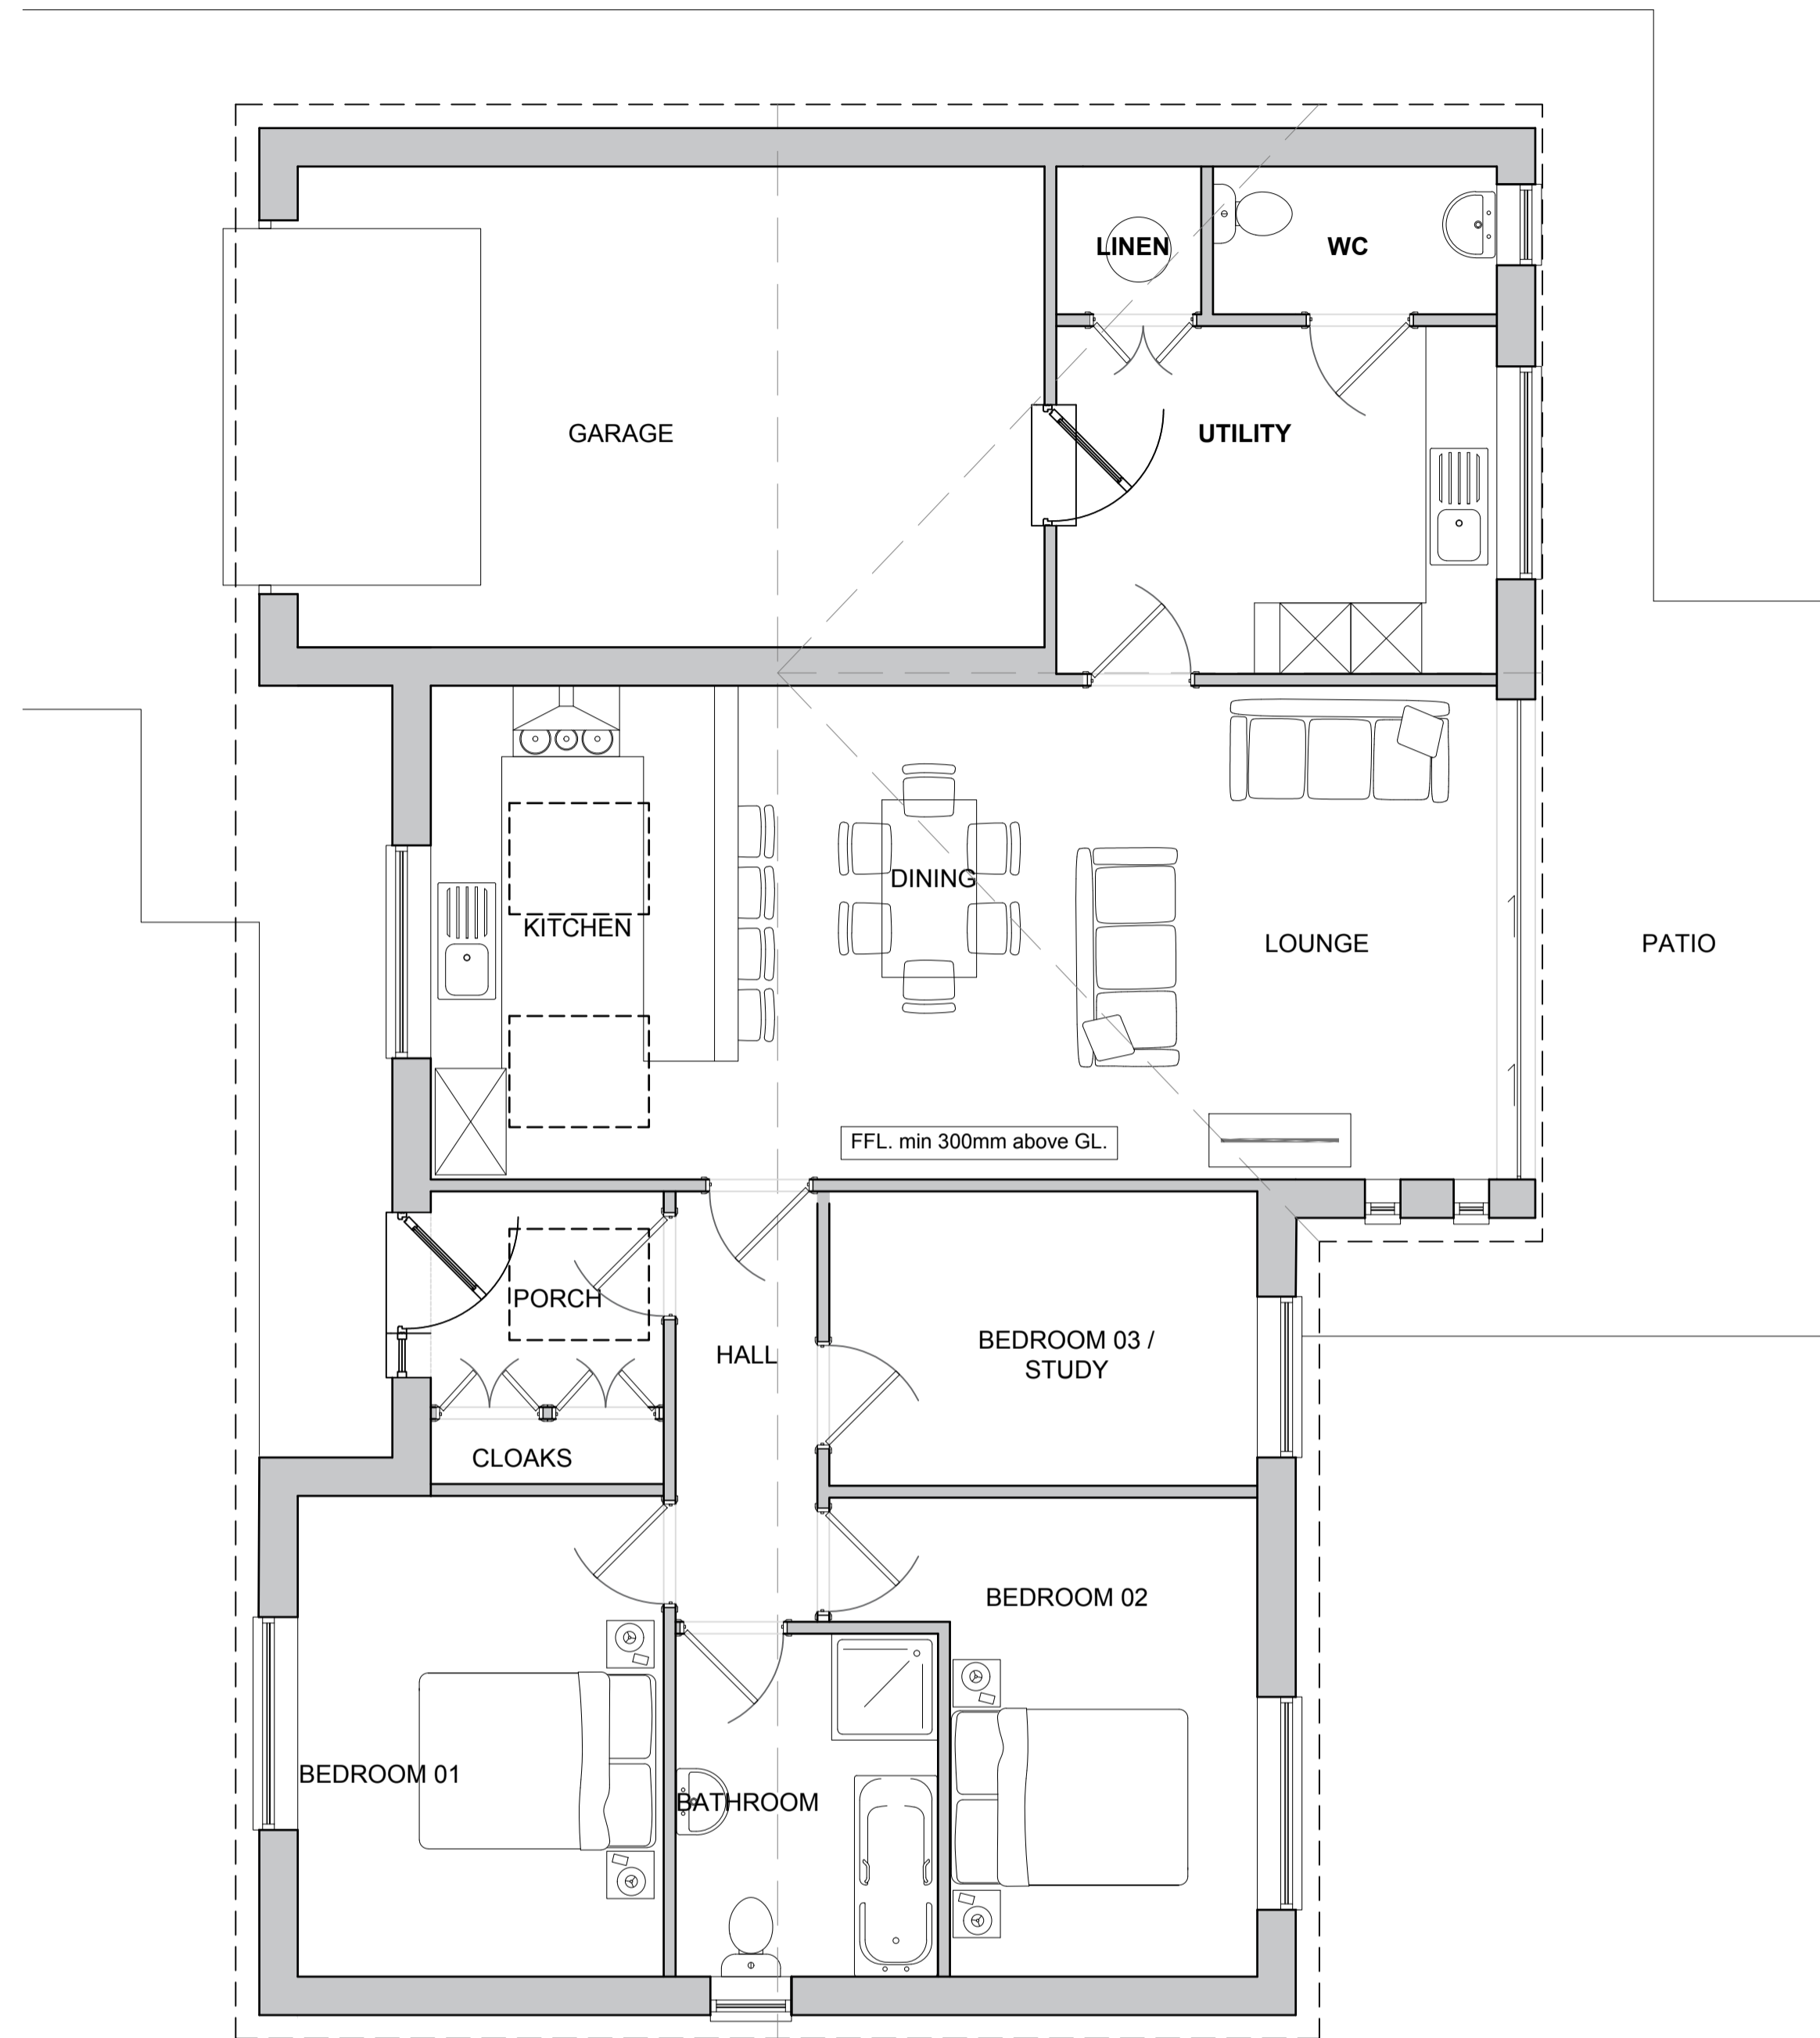 LINEN
WC
GARAGE
UTILITY
DINING
KITCHEN
LOUNGE
PATIO
FFL. min 300mm above GL.
PORCH
HALL
BEDROOM 03 /
STUDY
CLOAKS
BEDROOM 02
BEDROOM 01
BATHROOM